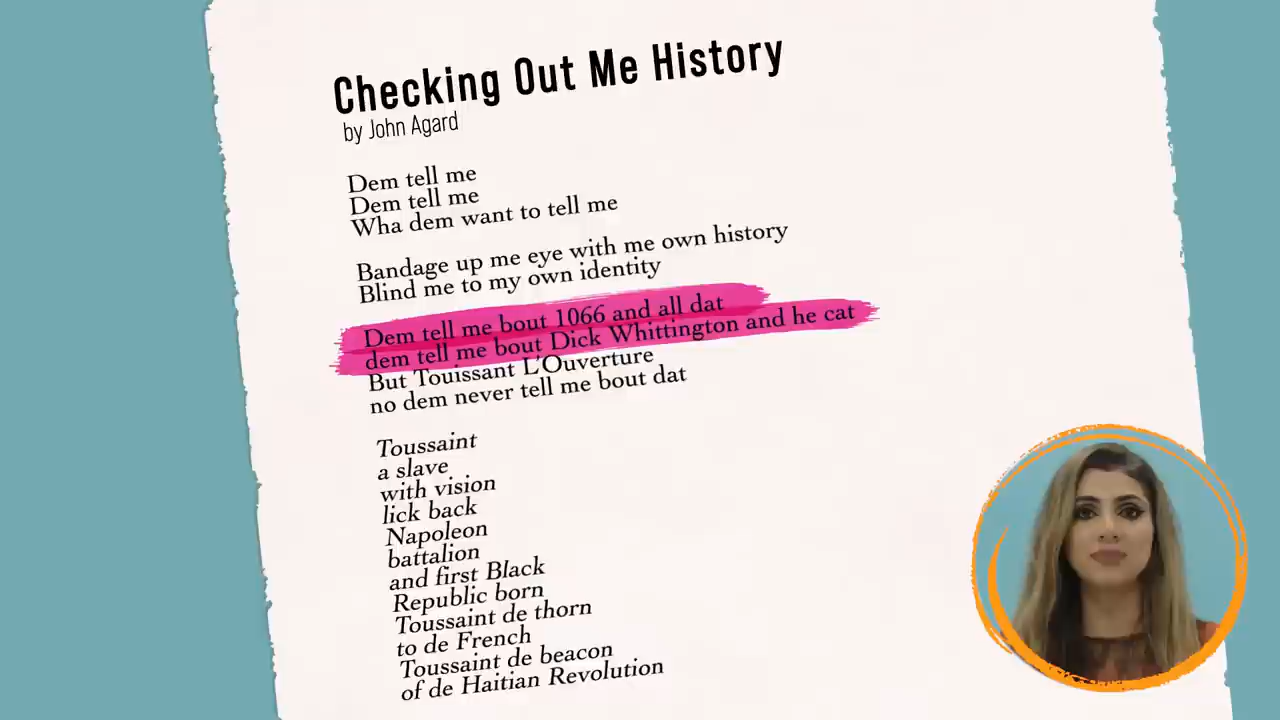 Checking Out Me History
by John Agard
Dem tell me
Dem tell me
Wha dem want to tell me
Bandage up me eye with me own history
Blind me to my own identity
Dem tell me bout 1066 and all dat
dem tell me bout Dick Whittington and he cat
But Touissant L'Ouverture
no dem never tell me bout dat
Toussaint
a slave
with vision
lick back
Napoleon
battalion
and first Black
Republic born
Toussaint de thorn
to de French
Toussaint de beacon
of de Haitian Revolution